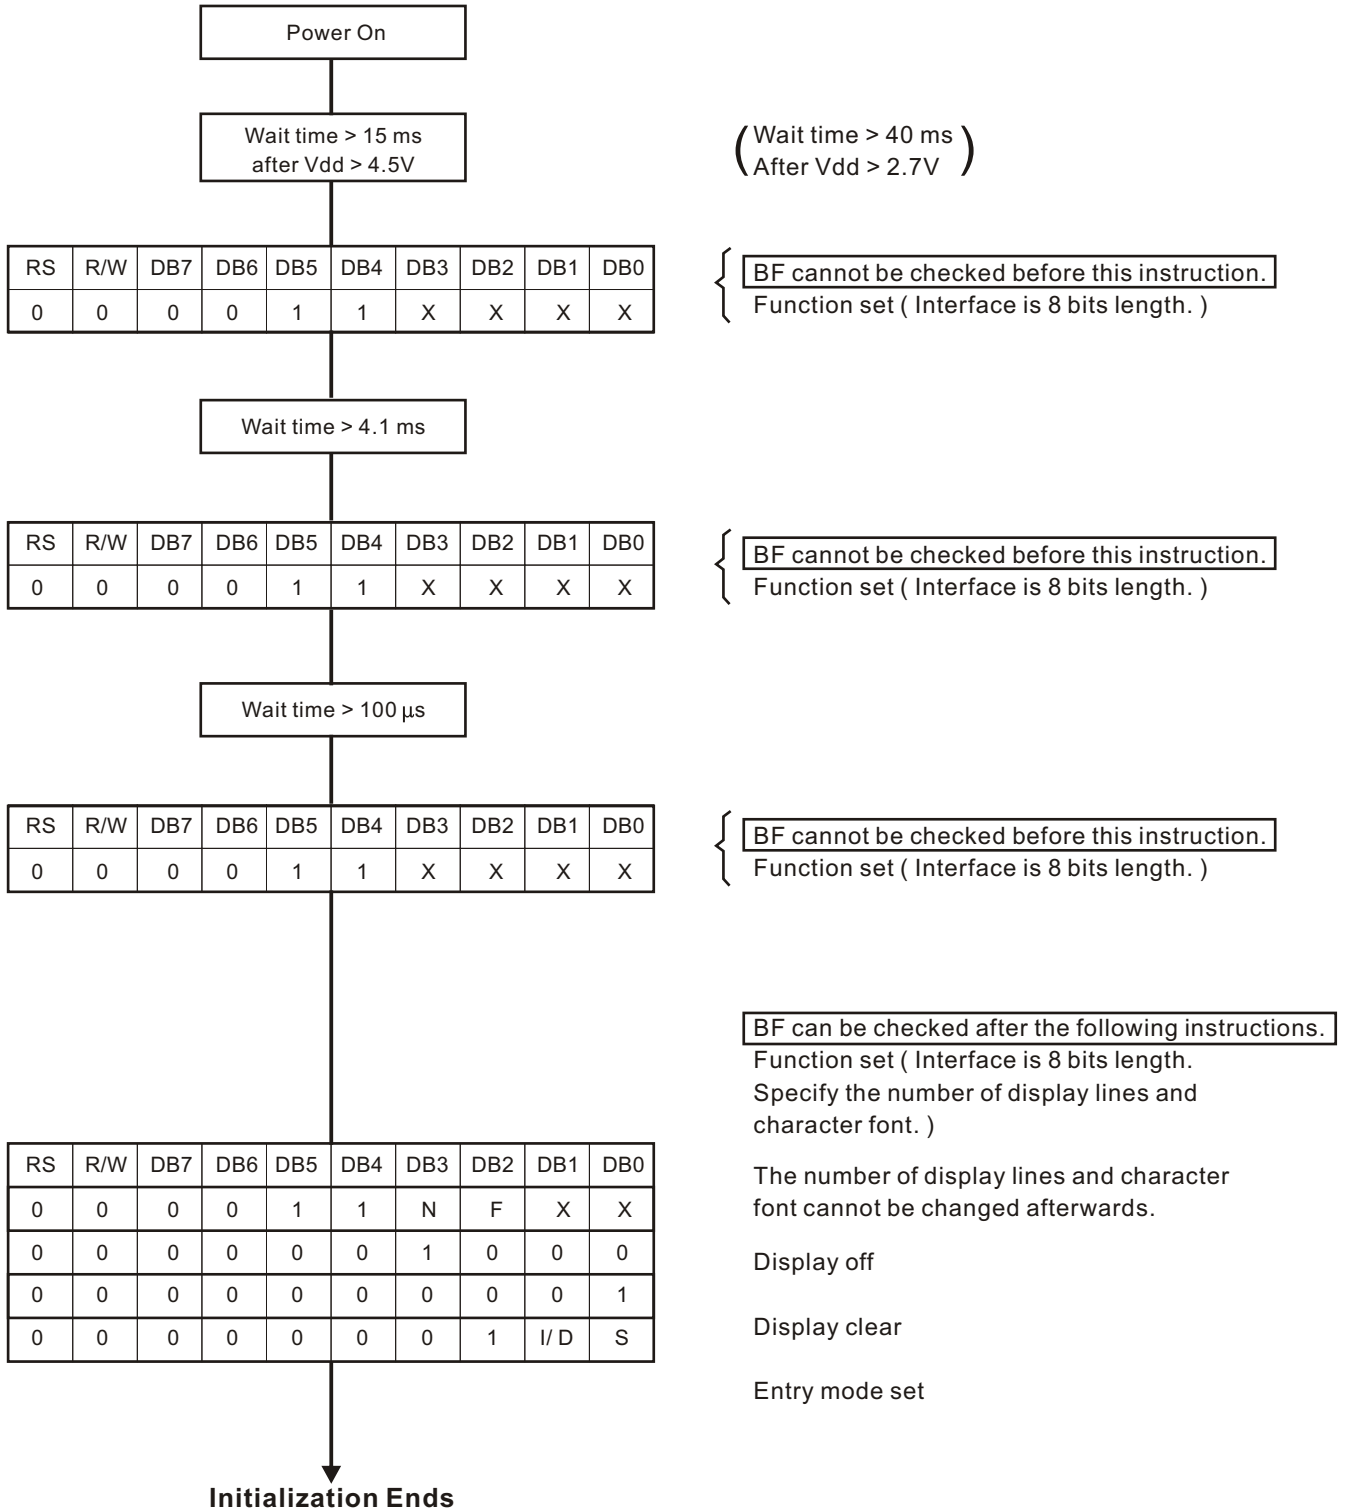 Power On
Wait time > 15 ms
after Vdd > 4.5V
( Wait time > 40 ms
After Vdd > 2.7V )
RS R/W DB7 DB6 DB5 DB4 DB3 DB2 DB1 DB0
0 0 0 0 1 1 X X X X
BF cannot be checked before this instruction.
Function set ( Interface is 8 bits length. )
Wait time > 4.1 ms
RS R/W DB7 DB6 DB5 DB4 DB3 DB2 DB1 DB0
0 0 0 0 1 1 X X X X
BF cannot be checked before this instruction.
Function set ( Interface is 8 bits length. )
Wait time > 100 μs
RS R/W DB7 DB6 DB5 DB4 DB3 DB2 DB1 DB0
0 0 0 0 1 1 X X X X
BF cannot be checked before this instruction.
Function set ( Interface is 8 bits length. )
BF can be checked after the following instructions.
Function set ( Interface is 8 bits length.
Specify the number of display lines and
character font. )
RS R/W DB7 DB6 DB5 DB4 DB3 DB2 DB1 DB0
0 0 0 0 1 1 N F X X
0 0 0 0 0 0 1 0 0 0
0 0 0 0 0 0 0 0 0 1
0 0 0 0 0 0 0 1 I/ D S
The number of display lines and character
font cannot be changed afterwards.
Display off
Display clear
Entry mode set
Initialization Ends